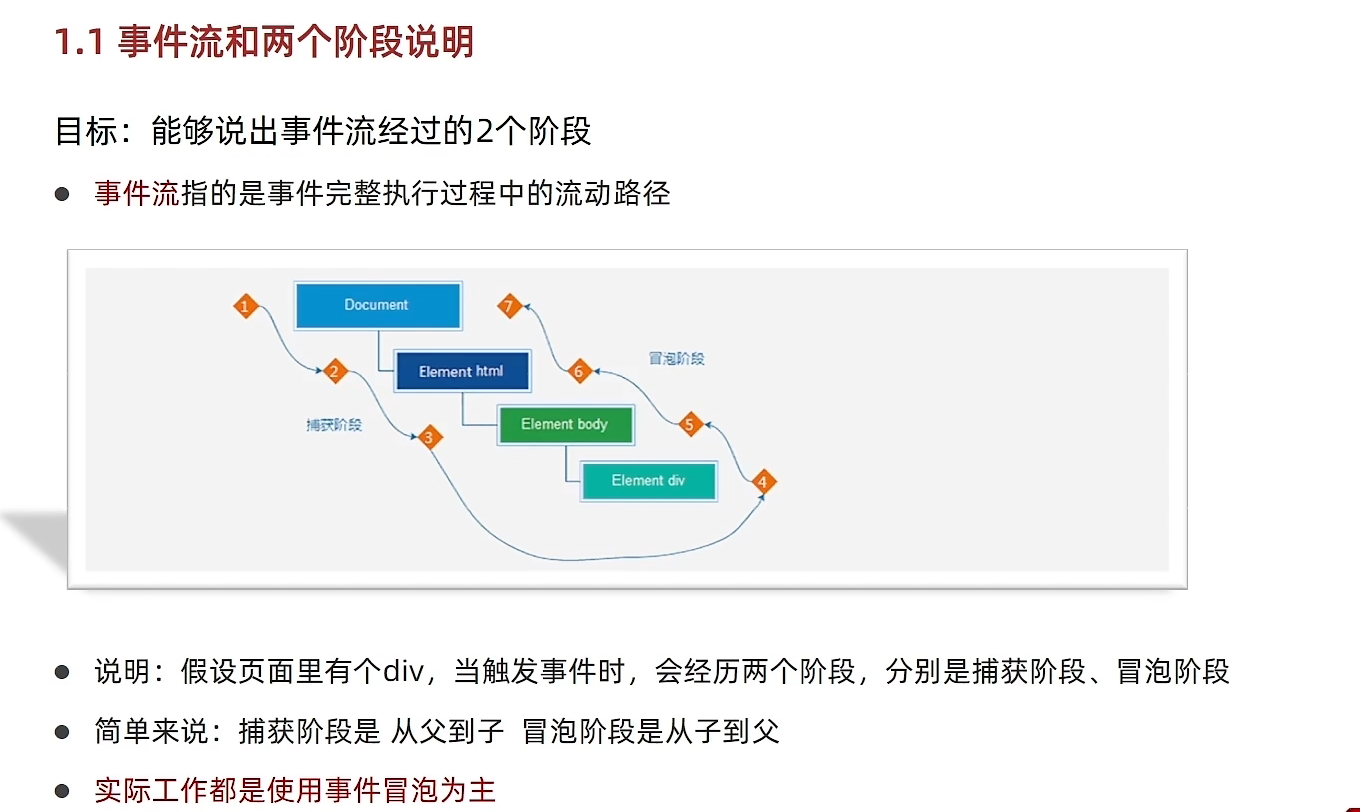 1.1 事件流和两个阶段说明
目标：能够说出事件流经过的2个阶段
事件流指的是事件完整执行过程中的流动路径
1
Document
7
2
Element html
6
冒泡阶段
捕获阶段
3
Element body
5
Element div
4
说明：假设页面里有个div，当触发事件时，会经历两个阶段，分别是捕获阶段、冒泡阶段
简单来说：捕获阶段是 从父到子 冒泡阶段是从子到父
实际工作都是使用事件冒泡为主